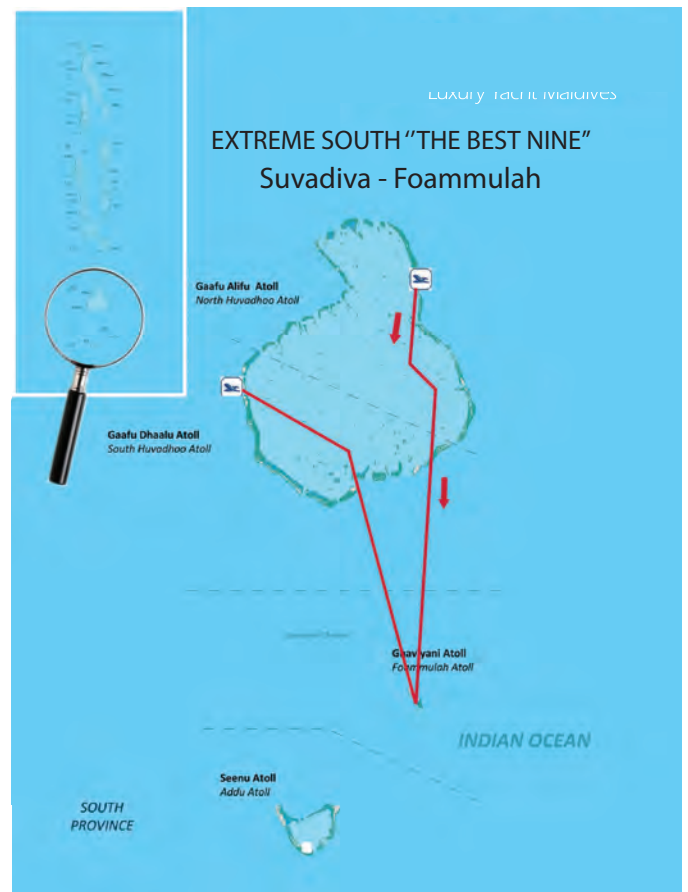 Luxury Yacht Maldives
EXTREME SOUTH "THE BEST NINE"
Suvadiva - Foammulah
Gaafu Alifu Atoll
North Huvadhoo Atoll
Gaafu Dhaalu Atoll
South Huvadhoo Atoll
Gnaviyani Atoll
Foammulah Atoll
INDIAN OCEAN
Seenu Atoll
Addu Atoll
SOUTH
PROVINCE